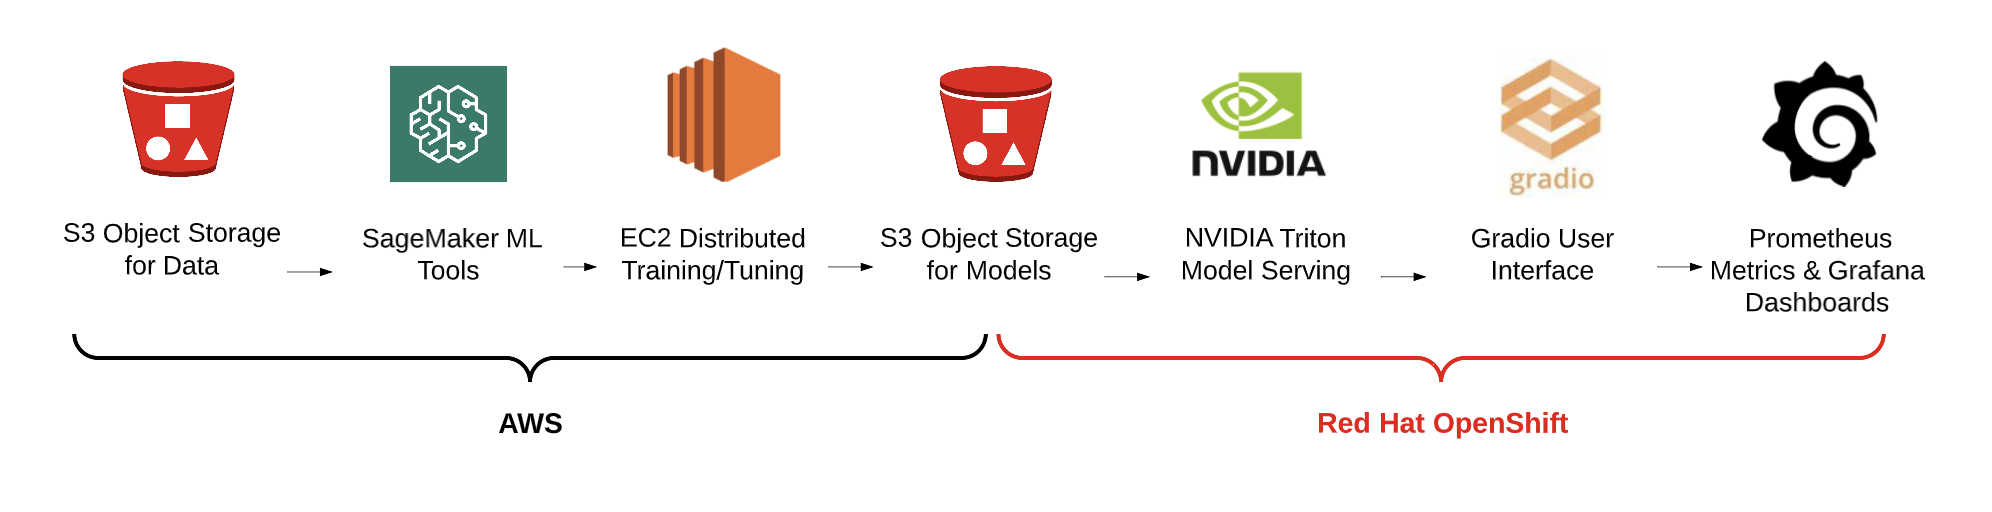 nVIDIA
gradio
S3 Object Storage
for Data
SageMaker ML
Tools
EC2 Distributed
Training/Tuning
S3 Object Storage
for Models
NVIDIA Triton
Model Serving
Gradio User
Interface
Prometheus
Metrics & Grafana
Dashboards
AWS
Red Hat OpenShift